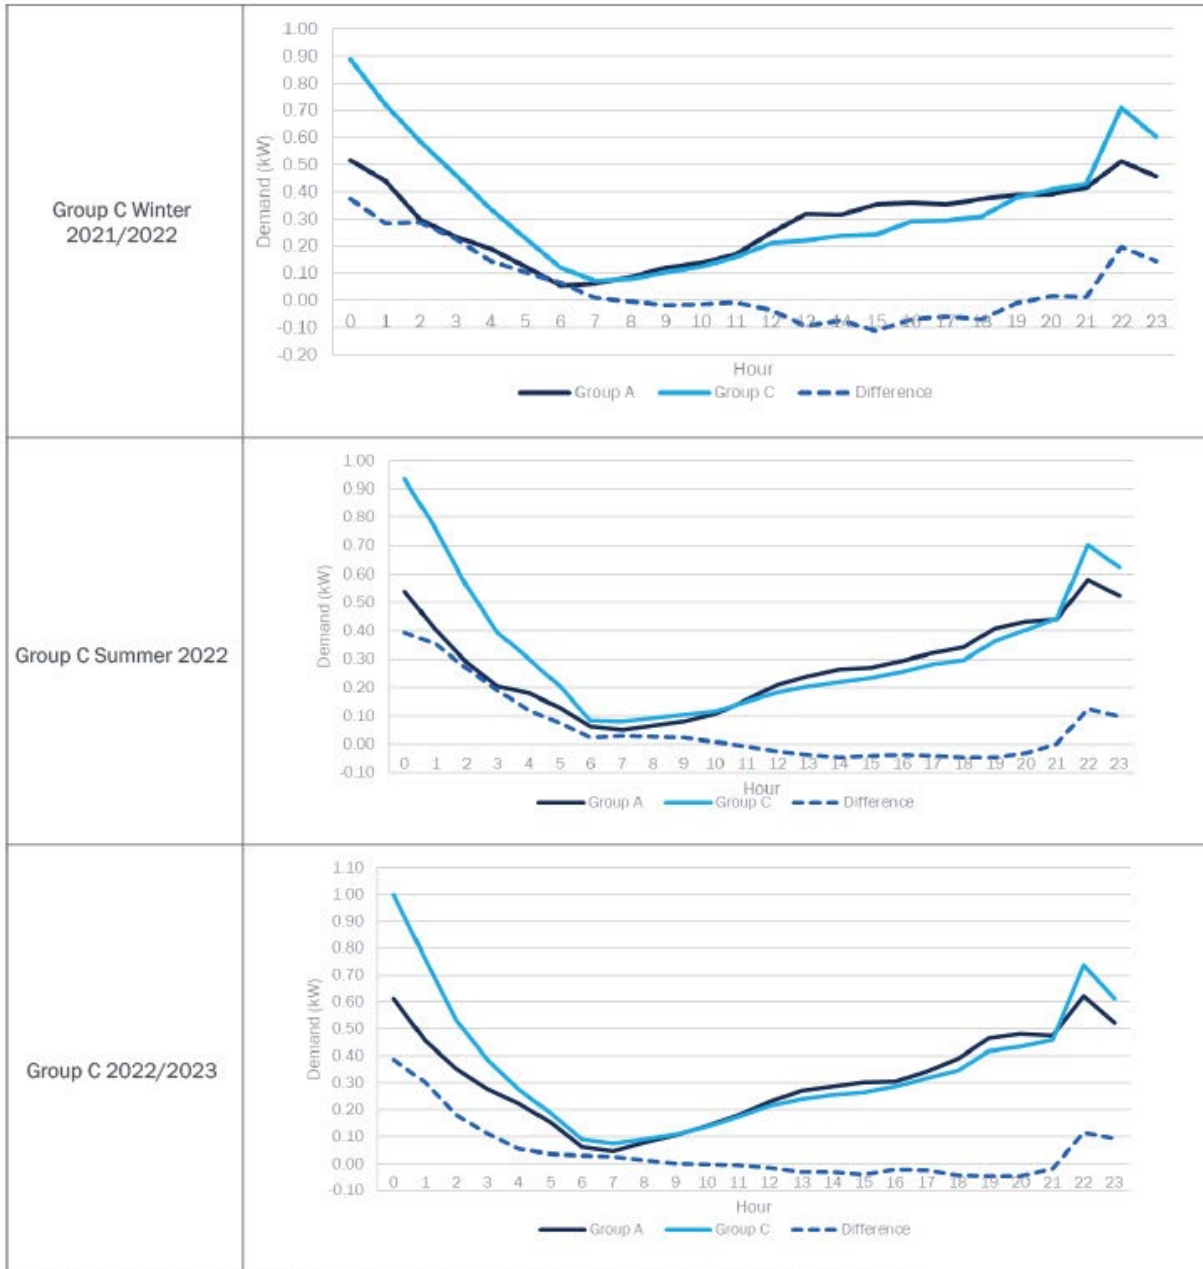 Group C Winter
2021/2022
1.00
0.90
0.80
0.70
0.60
0.50
0.40
0.30
0.20
0.10
0.00
-0.10
-0.20
Demand (kW)
0 1 2 3 4 5 6 7 8 9 10 11 12 13 14 15 16 17 18 19 20 21 22 23
Hour
Group A Group C Difference
Group C Summer 2022
1.00
0.90
0.80
0.70
0.60
0.50
0.40
0.30
0.20
0.10
0.00
-0.10
Demand (kW)
0 1 2 3 4 5 6 7 8 9 10 11 12 13 14 15 16 17 18 19 20 21 22 23
Hour
Group A Group C Difference
Group C 2022/2023
1.10
1.00
0.90
0.80
0.70
0.60
0.50
0.40
0.30
0.20
0.10
0.00
-0.10
Demand (kW)
0 1 2 3 4 5 6 7 8 9 10 11 12 13 14 15 16 17 18 19 20 21 22 23
Hour
Group A Group C Difference